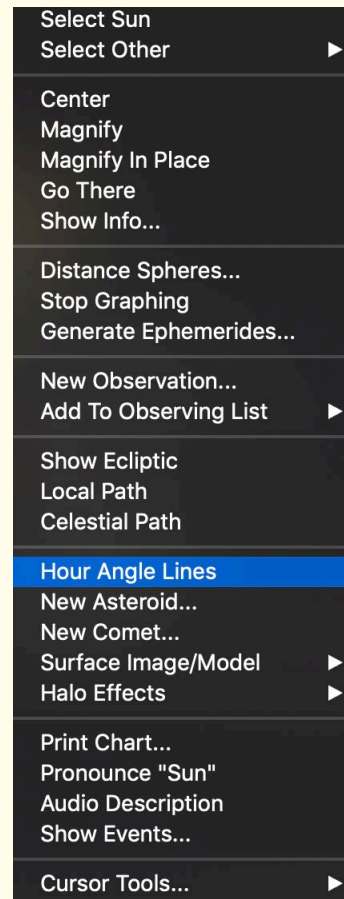 Select Sun
Select Other
Center
Magnify
Magnify In Place
Go There
Show Info...
Distance Spheres...
Stop Graphing
Generate Ephemerides...
New Observation...
Add To Observing List
Show Ecliptic
Local Path
Celestial Path
Hour Angle Lines
New Asteroid...
New Comet...
Surface Image/Model
Halo Effects
Print Chart...
Pronounce "Sun"
Audio Description
Show Events...
Cursor Tools...